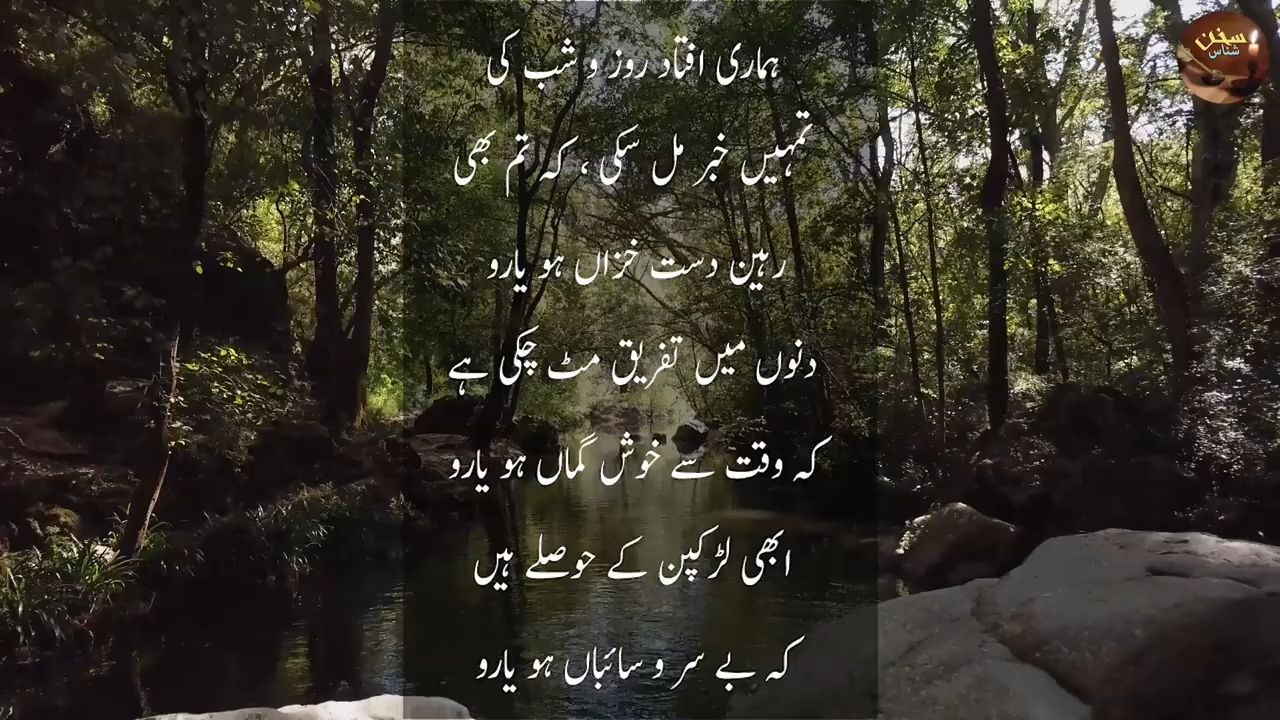 سخن
شناس
ہماری افتاد روز و شب کی
تمہیں خبر مل سکی ، کہ تم بھی
رہین دست خزاں ہو یارو
دنوں میں تفریق مٹ چکی ہے
کہ وقت سے خوش گماں ہو یارو
ابھی لڑکپن کے حوصلے ہیں
کہ بے سر و سائباں ہو یارو